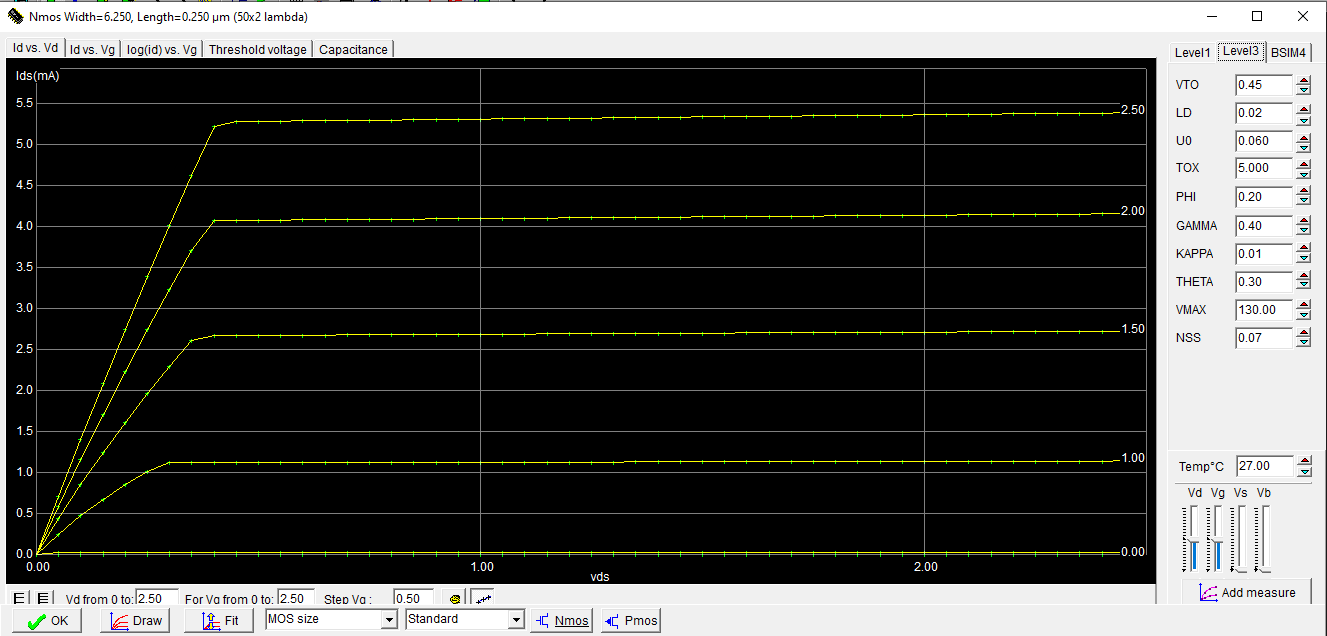 Nmos Width=6.250, Length=0.250 µm (50x2 lambda)
Id vs. Vd Id vs. Vg log(id) vs. Vg Threshold voltage Capacitance
Level1 Level3 BSIM4
Ids(mA)
5.5
5.0
4.5
4.0
3.5
3.0
2.5
2.0
1.5
1.0
0.5
0.0
2.50
2.00
1.50
1.00
0.00
0.00 1.00 2.00
vds
VTO 0.45
LD 0.02
U0 0.060
TOX 5.000
PHI 0.20
GAMMA 0.40
KAPPA 0.01
THETA 0.30
VMAX 130.00
NSS 0.07
Temp°C 27.00
Vd Vg Vs Vb
Add measure
Vd from 0 to: 2.50 For Vg from 0 to: 2.50 Step Vg : 0.50
OK Draw Fit MOS size Standard Nmos Pmos